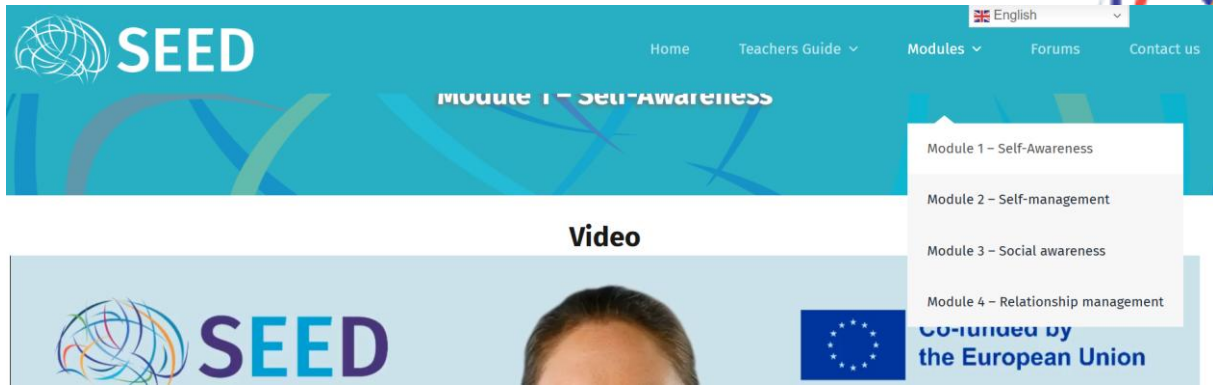 English
SEED
Home Teachers Guide Modules Forums Contact us
Module 1 – Self-Awareness
Module 1 – Self-Awareness
Module 2 – Self-management
Module 3 – Social awareness
Module 4 – Relationship management
Video
SEED
Co-funded by
the European Union